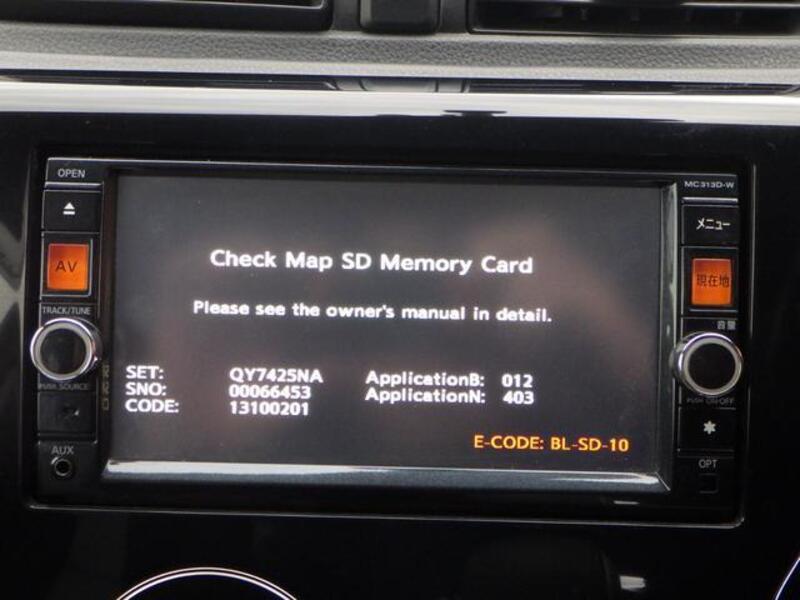 OPEN
MC313D-W
メニュー
AV
現在地
Check Map SD Memory Card
Please see the owner's manual in detail.
TRACK/TUNE
音量
SET: QY7425NA ApplicationB: 012
SNO: 00066453 ApplicationN: 403
CODE: 13100201
PUSH SOURCE
PUSH ON-OFF
E-CODE: BL-SD-10
AUX
OPT